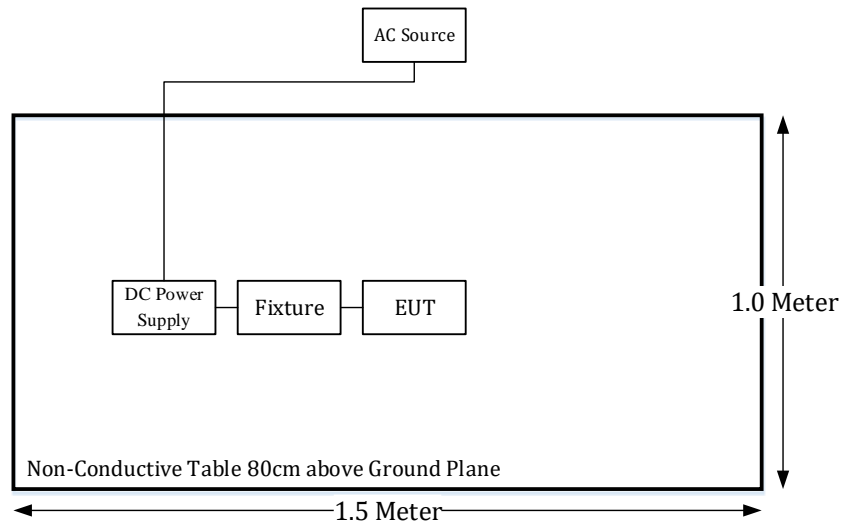 AC Source
DC Power
Supply
Fixture
EUT
1.0 Meter
Non-Conductive Table 80cm above Ground Plane
1.5 Meter